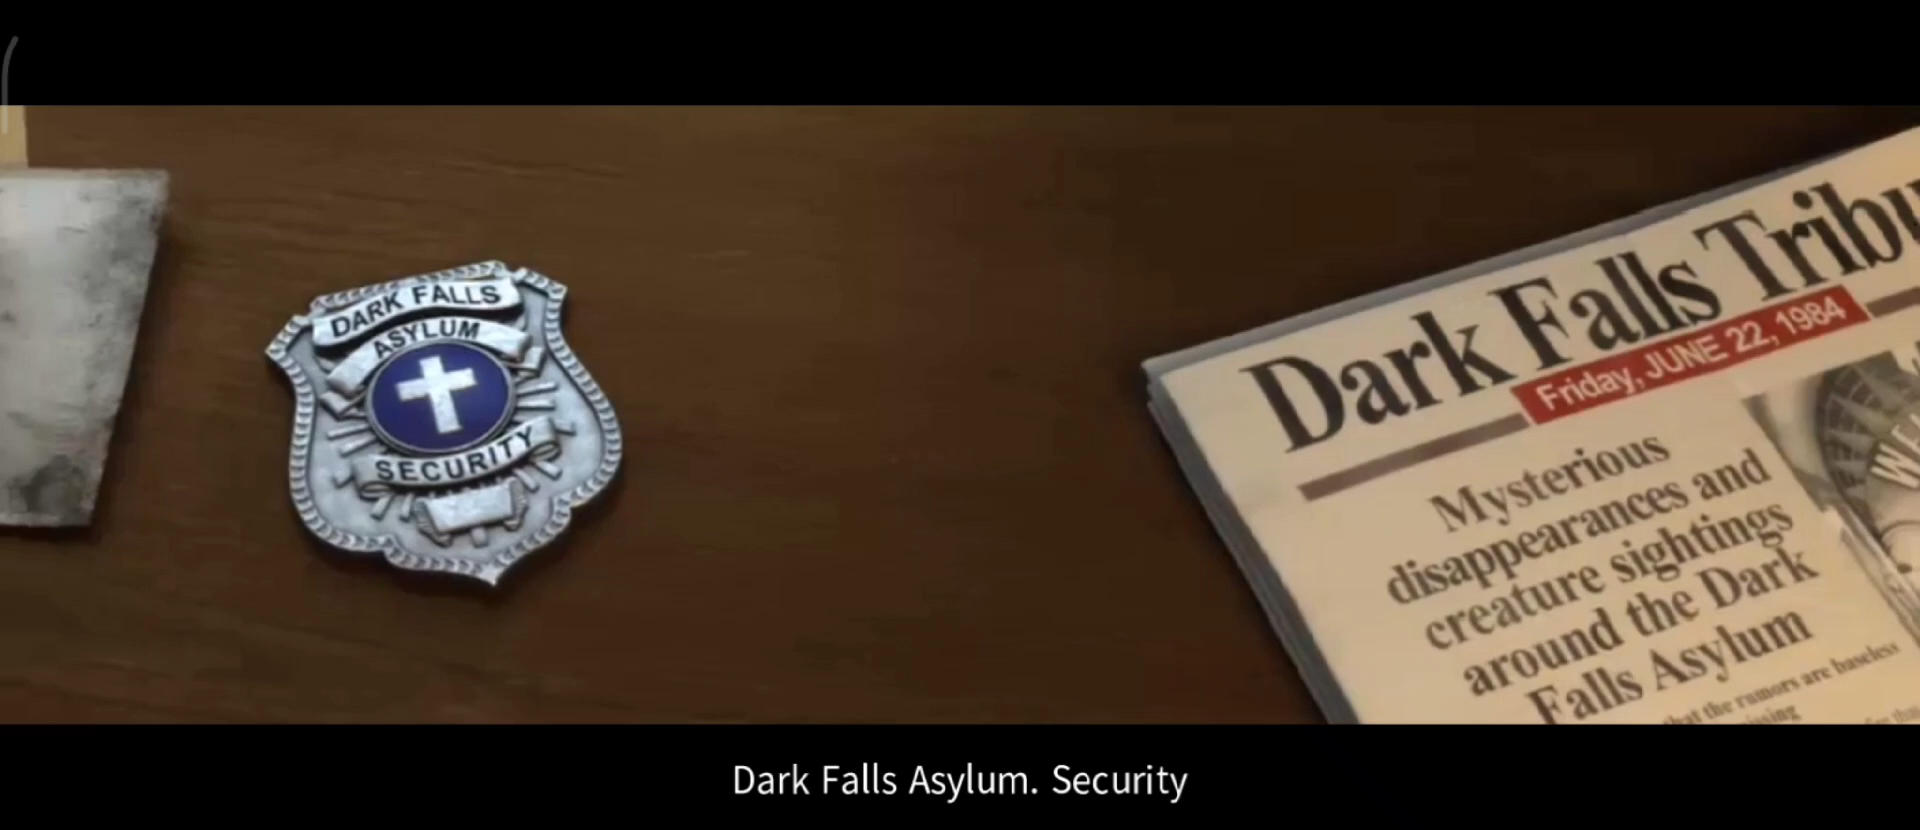 DARK FALLS
ASYLUM
SECURITY
Dark Falls
Friday, JUNE 22, 1984
Mysterious
disappearances and
creature sightings
around the Dark
Falls Asylum
that the rumors are baseless
Dark Falls Asylum. Security